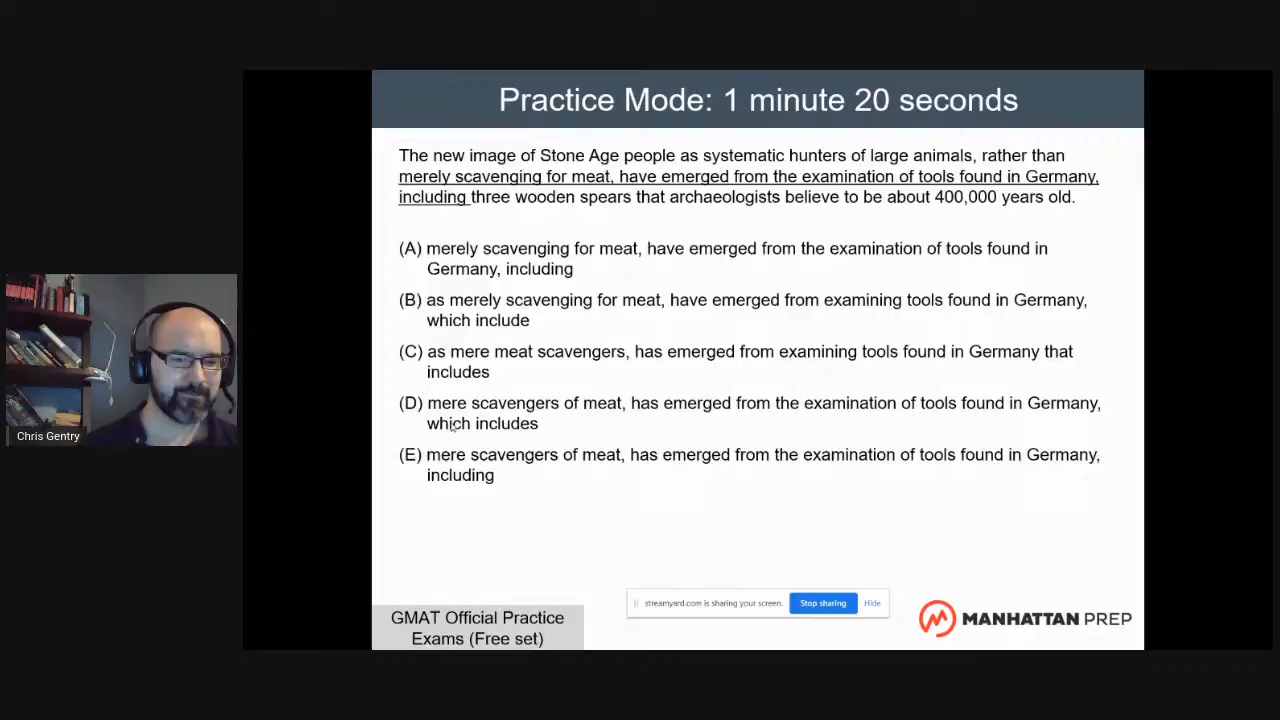 Practice Mode: 1 minute 20 seconds
The new image of Stone Age people as systematic hunters of large animals, rather than
merely scavenging for meat, have emerged from the examination of tools found in Germany,
including three wooden spears that archaeologists believe to be about 400,000 years old.
(A) merely scavenging for meat, have emerged from the examination of tools found in
Germany, including
(B) as merely scavenging for meat, have emerged from examining tools found in Germany,
which include
(C) as mere meat scavengers, has emerged from examining tools found in Germany that
includes
(D) mere scavengers of meat, has emerged from the examination of tools found in Germany,
which includes
(E) mere scavengers of meat, has emerged from the examination of tools found in Germany,
including
Chris Gentry
streamyard.com is sharing your screen. Stop sharing Hide
GMAT Official Practice
Exams (Free set)
MANHATTAN PREP